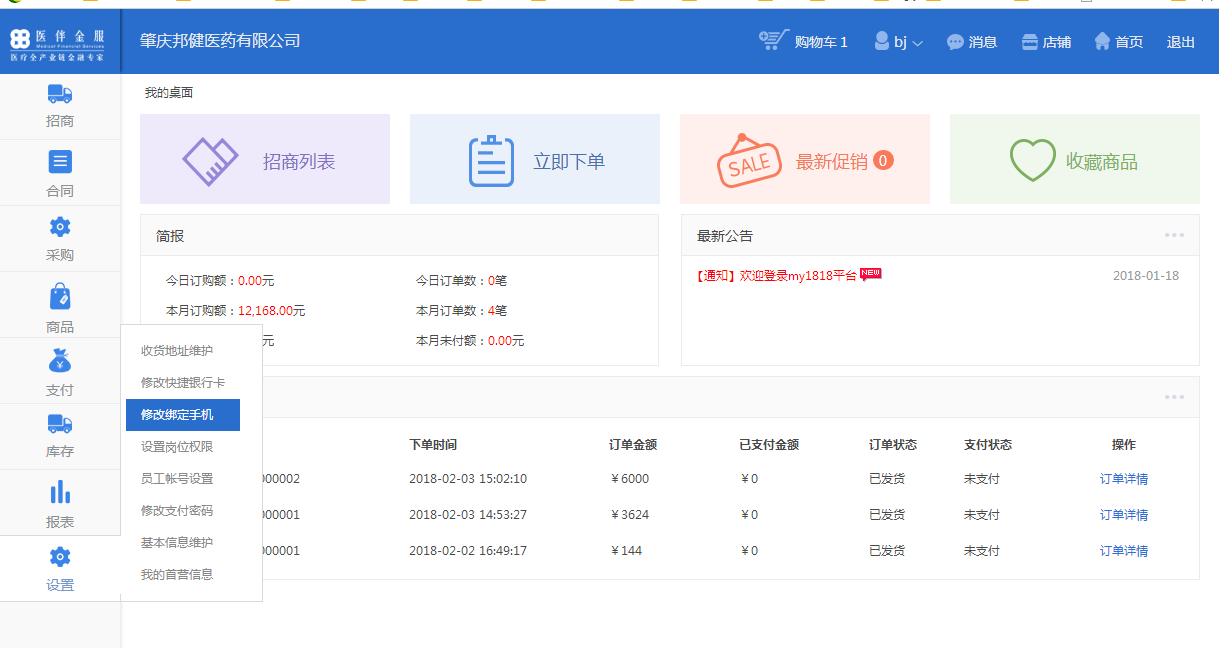 医伴金服
Medical Financial Services
医疗全产业链金融专家
肇庆邦健医药有限公司
购物车 1
bj
消息
店铺
首页
退出
招商
合同
采购
商品
支付
库存
报表
设置
我的桌面
招商列表
立即下单
SALE
最新促销 0
收藏商品
简报
今日订购额：0.00元
今日订单数：0笔
本月订购额：12,168.00元
本月订单数：4笔
元
本月未付额：0.00元
最新公告
【通知】欢迎登录my1818平台 NEW
2018-01-18
收货地址维护
修改快捷银行卡
修改绑定手机
设置岗位权限
员工帐号设置
修改支付密码
基本信息维护
我的首营信息
下单时间 订单金额 已支付金额 订单状态 支付状态 操作
000002 2018-02-03 15:02:10 ￥6000 ￥0 已发货 未支付 订单详情
000001 2018-02-03 14:53:27 ￥3624 ￥0 已发货 未支付 订单详情
000001 2018-02-02 16:49:17 ￥144 ￥0 已发货 未支付 订单详情